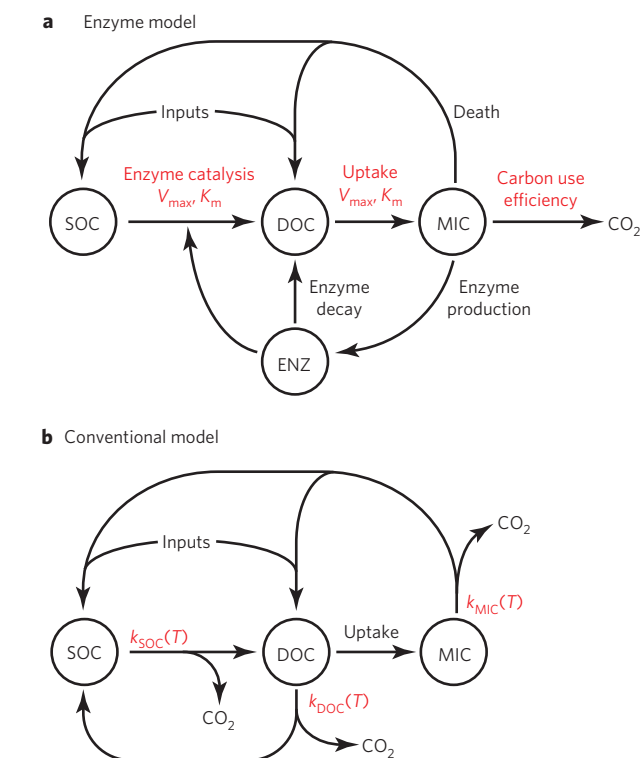 a Enzyme model
Inputs
Death
Enzyme catalysis
Vmax, Km
Uptake
Vmax, Km
Carbon use
efficiency
SOC
DOC
MIC
CO2
Enzyme
decay
Enzyme
production
ENZ
b Conventional model
Inputs
CO2
kMIC(T)
SOC
kSOC(T)
DOC
Uptake
MIC
CO2
kDOC(T)
CO2